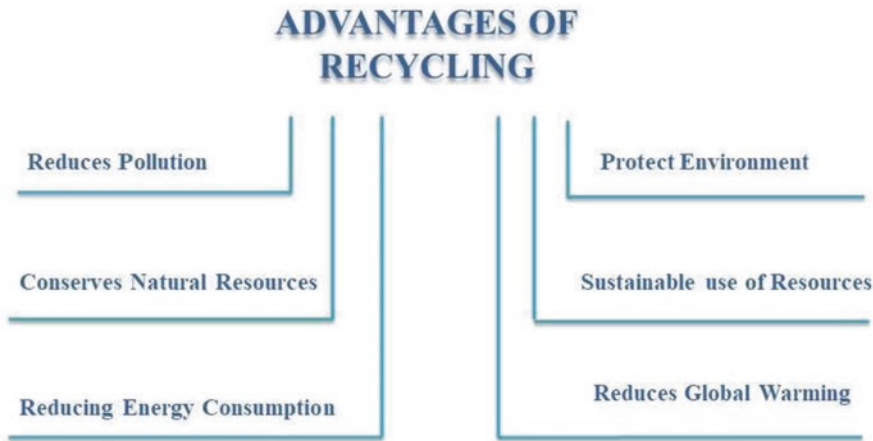 ADVANTAGES OF
RECYCLING
Reduces Pollution
Protect Environment
Conserves Natural Resources
Sustainable use of Resources
Reducing Energy Consumption
Reduces Global Warming